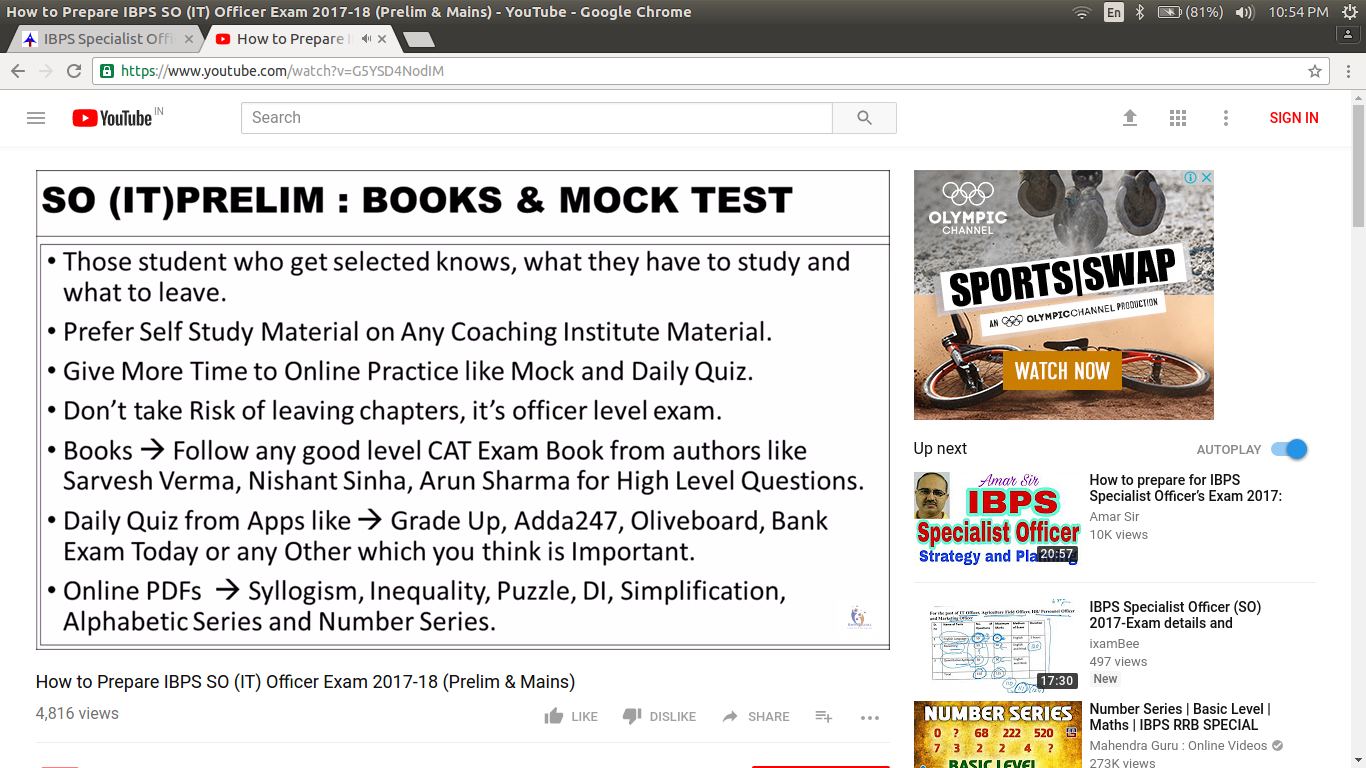 How to Prepare IBPS SO (IT) Officer Exam 2017-18 (Prelim & Mains) - YouTube - Google Chrome
En
(81%)
10:54 PM
IBPS Specialist Offi
How to Prepare
https://www.youtube.com/watch?v=G5YSD4NodIM
YouTube IN
Search
SIGN IN
SO (IT)PRELIM : BOOKS & MOCK TEST
• Those student who get selected knows, what they have to study and
what to leave.
• Prefer Self Study Material on Any Coaching Institute Material.
• Give More Time to Online Practice like Mock and Daily Quiz.
• Don't take Risk of leaving chapters, it's officer level exam.
• Books → Follow any good level CAT Exam Book from authors like
Sarvesh Verma, Nishant Sinha, Arun Sharma for High Level Questions.
• Daily Quiz from Apps like → Grade Up, Adda247, Oliveboard, Bank
Exam Today or any Other which you think is Important.
• Online PDFs → Syllogism, Inequality, Puzzle, DI, Simplification,
Alphabetic Series and Number Series.
How to Prepare IBPS SO (IT) Officer Exam 2017-18 (Prelim & Mains)
4,816 views
LIKE
DISLIKE
SHARE
OLYMPIC
CHANNEL
SPORTS|SWAP
AN OLYMPIC CHANNEL PRODUCTION
WATCH NOW
Up next
AUTOPLAY
Amar Sir
IBPS
Specialist Officer
Strategy and
20:57
How to prepare for IBPS
Specialist Officer's Exam 2017:
Amar Sir
10K views
17:30
IBPS Specialist Officer (SO)
2017-Exam details and
ixamBee
497 views
New
NUMBER SERIES
0 ? 68 222 520
7 3 2 2 4 ?
BASIC LEVEL
Number Series | Basic Level |
Maths | IBPS RRB SPECIAL
Mahendra Guru : Online Videos
273K views